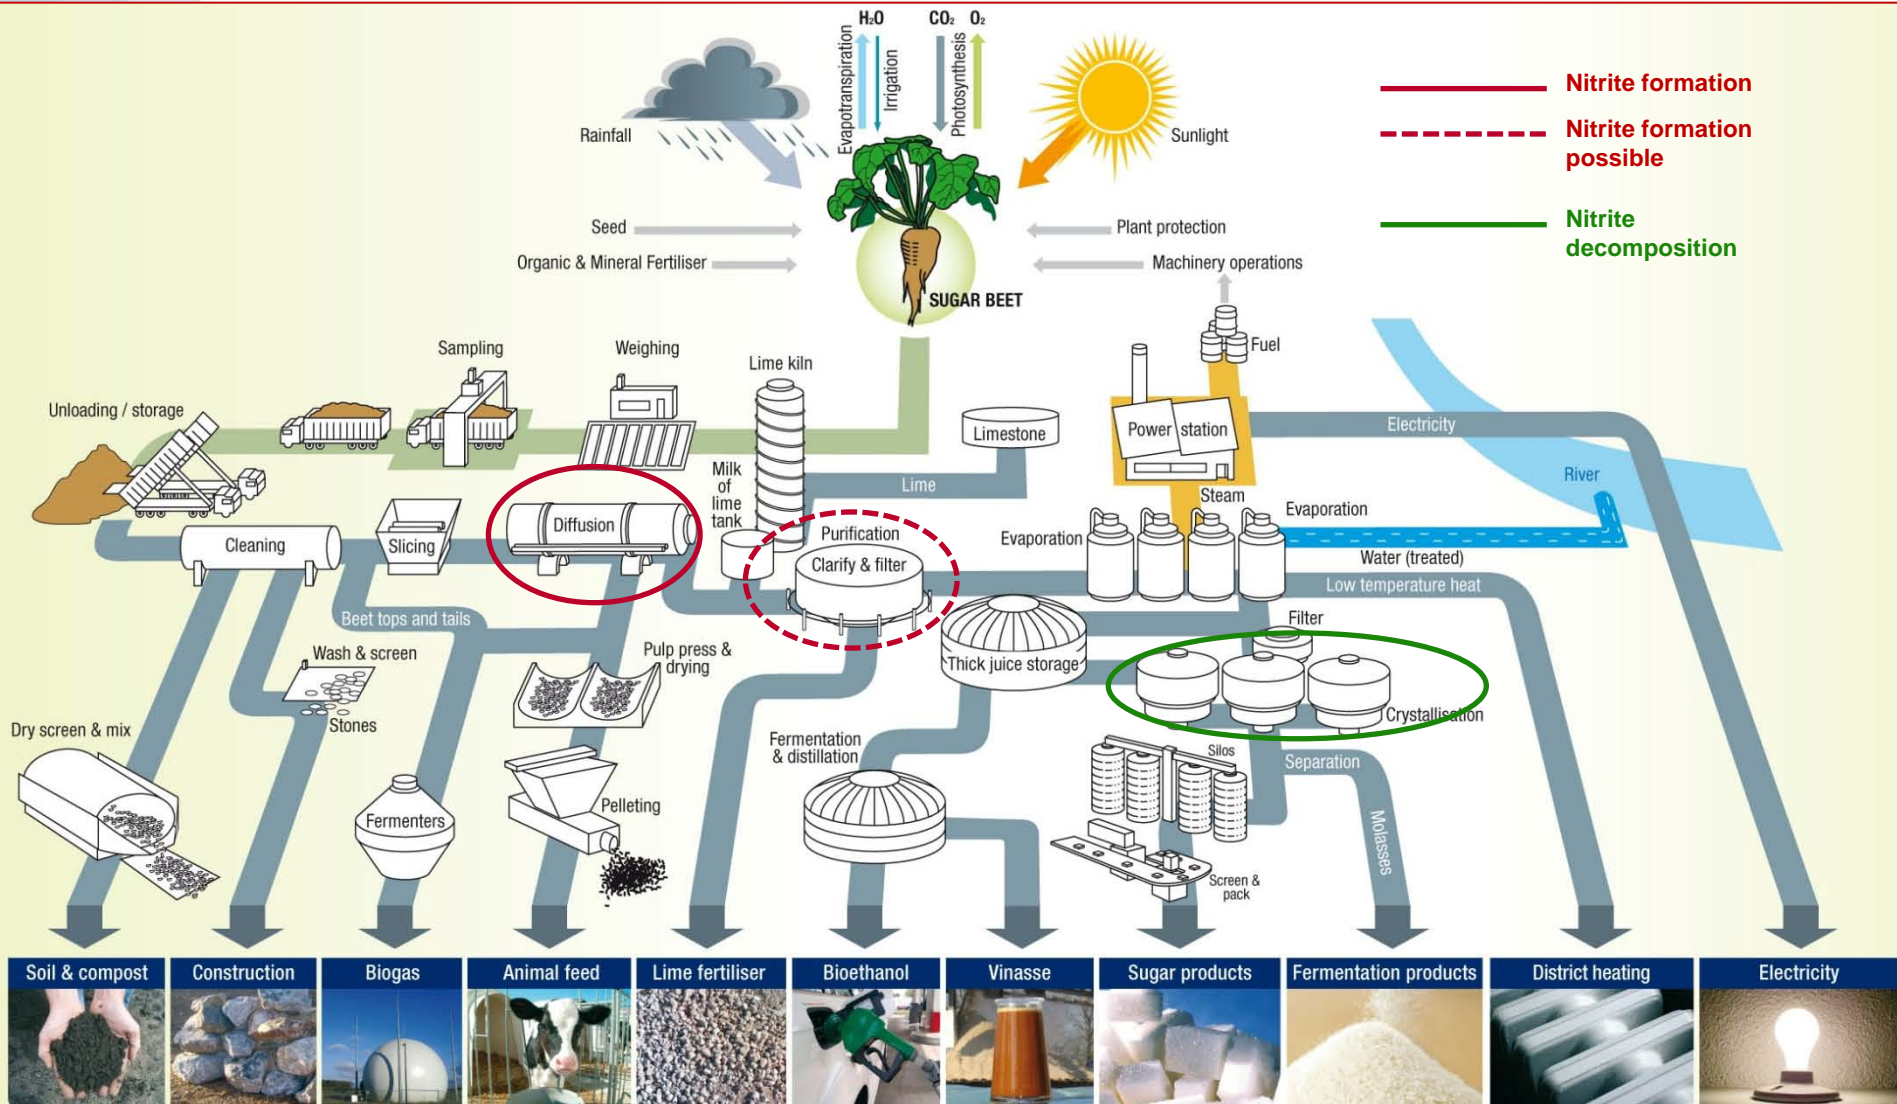 H₂O
CO₂
O₂
Evapotranspiration
Irrigation
Photosynthesis
Rainfall
Sunlight
Nitrite formation
Nitrite formation
possible
Nitrite
decomposition
Seed
Plant protection
Organic & Mineral Fertiliser
Machinery operations
SUGAR BEET
Sampling
Weighing
Lime kiln
Fuel
Unloading / storage
Limestone
Power station
Electricity
Milk
of
lime
tank
Lime
River
Steam
Diffusion
Evaporation
Cleaning
Slicing
Purification
Evaporation
Clarify & filter
Water (treated)
Low temperature heat
Beet tops and tails
Filter
Wash & screen
Pulp press &
drying
Thick juice storage
Stones
Crystallisation
Dry screen & mix
Fermentation
& distillation
Silos
Separation
Pelleting
Fermenters
Molasses
Screen &
pack
Soil & compost
Construction
Biogas
Animal feed
Lime fertiliser
Bioethanol
Vinasse
Sugar products
Fermentation products
District heating
Electricity